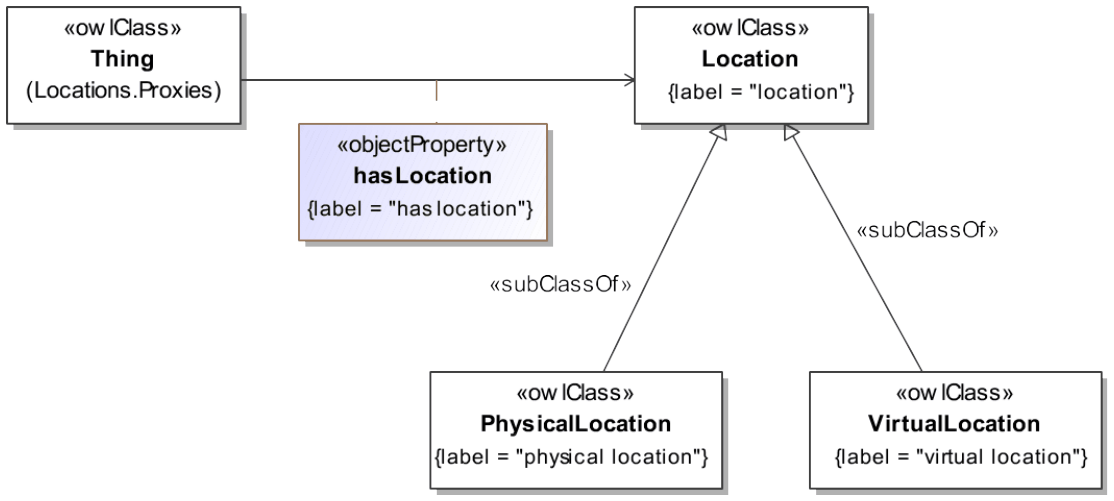 «owlClass»
Thing
(Locations.Proxies)
«owlClass»
Location
{label = "location"}
«objectProperty»
hasLocation
{label = "has location"}
«subClassOf»
«subClassOf»
«owlClass»
PhysicalLocation
{label = "physical location"}
«owlClass»
VirtualLocation
{label = "virtual location"}